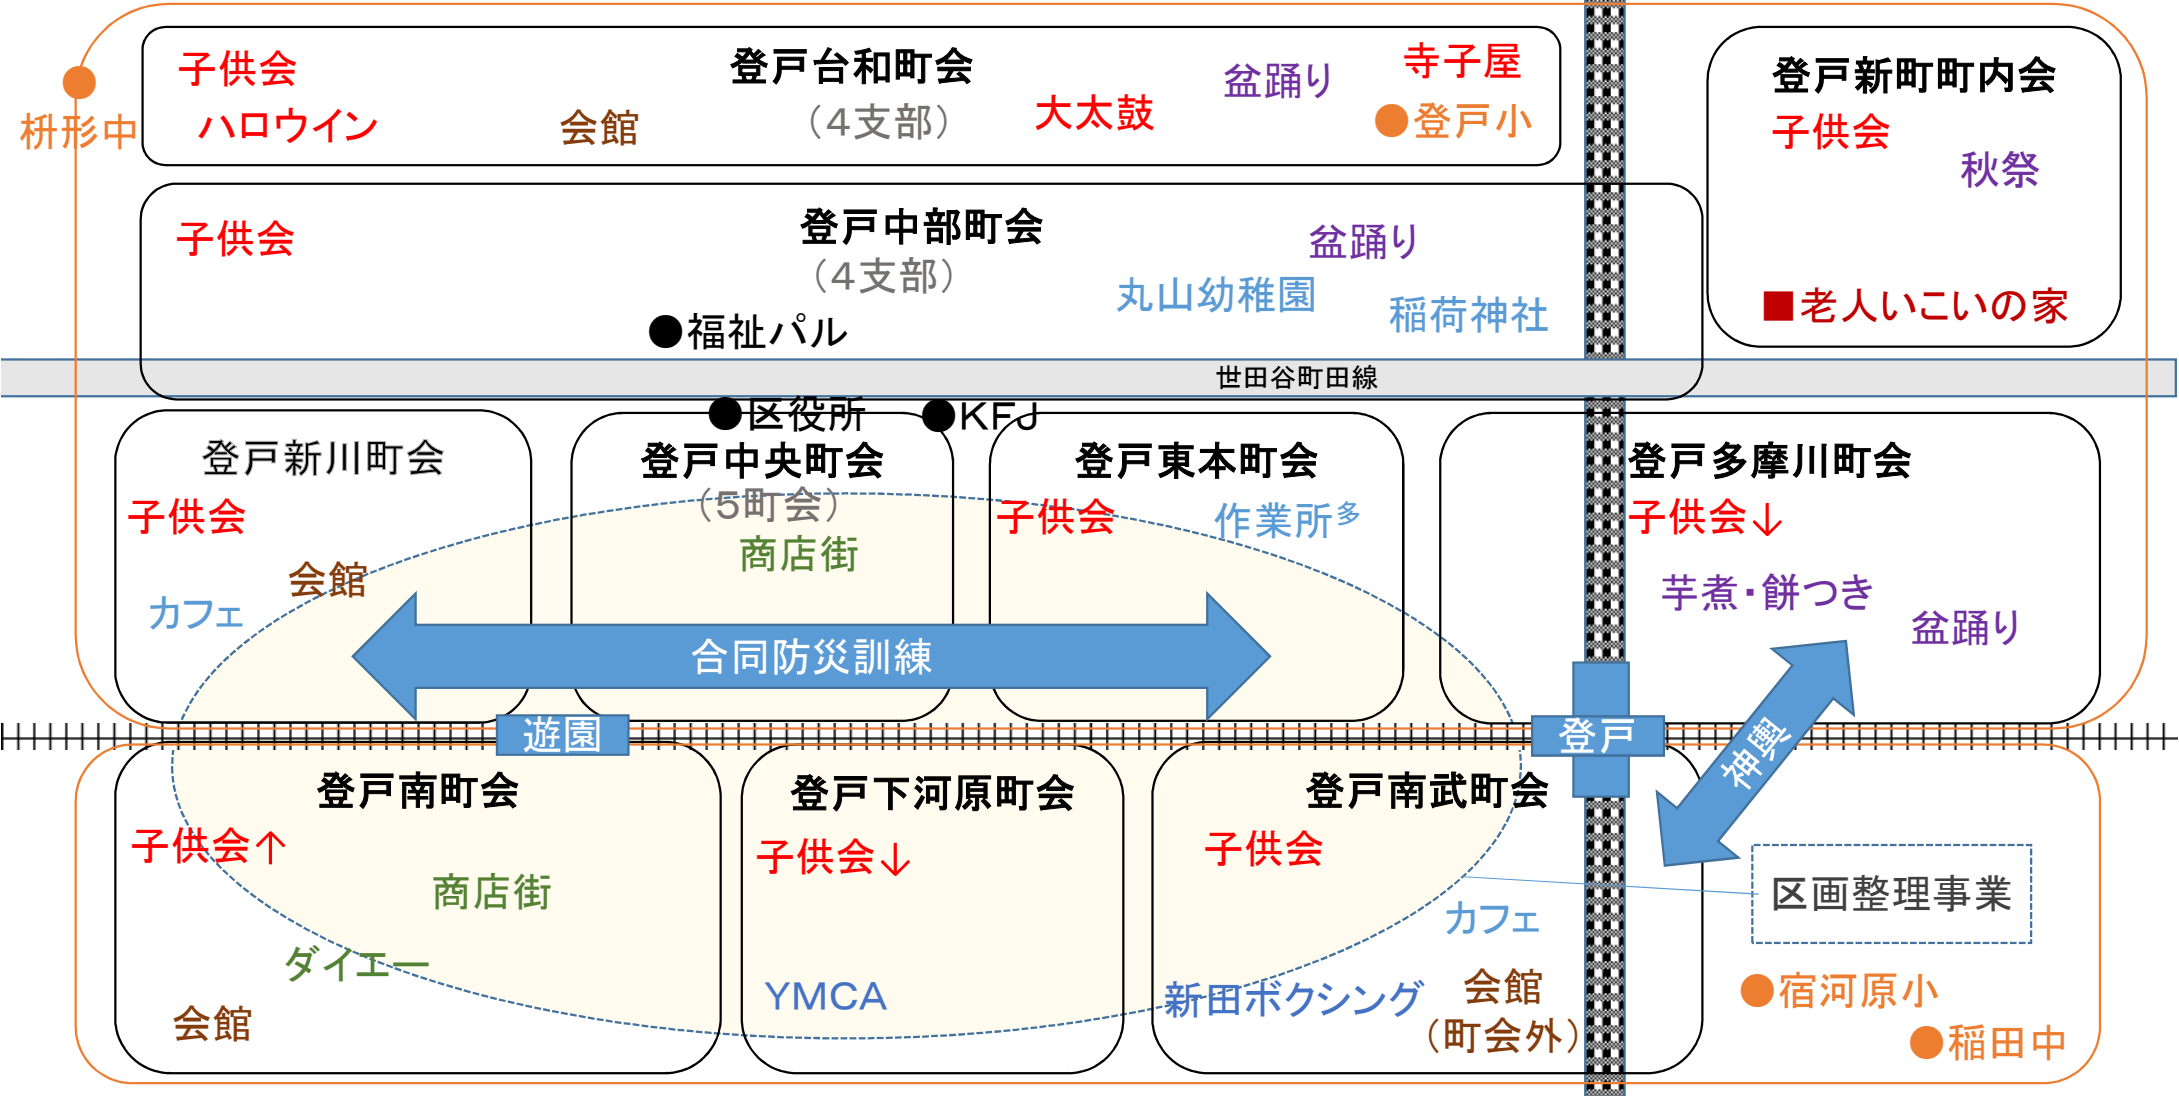 枡形中
子供会
ハロウイン
会館
登戸台和町会
（４支部）
大太鼓
盆踊り
寺子屋
●登戸小
登戸新町町内会
子供会
秋祭
■老人いこいの家
子供会
登戸中部町会
（４支部）
盆踊り
丸山幼稚園
稲荷神社
●福祉パル
世田谷町田線
●区役所
●ＫＦＪ
登戸新川町会
子供会
会館
カフェ
登戸中央町会
（５町会）
商店街
登戸東本町会
子供会
作業所多
登戸多摩川町会
子供会↓
芋煮・餅つき
盆踊り
合同防災訓練
遊園
登戸
神輿
登戸南町会
子供会↑
商店街
ダイエー
会館
登戸下河原町会
子供会↓
ＹＭＣＡ
登戸南武町会
子供会
カフェ
新田ボクシング
会館
（町会外）
区画整理事業
●宿河原小
●稲田中